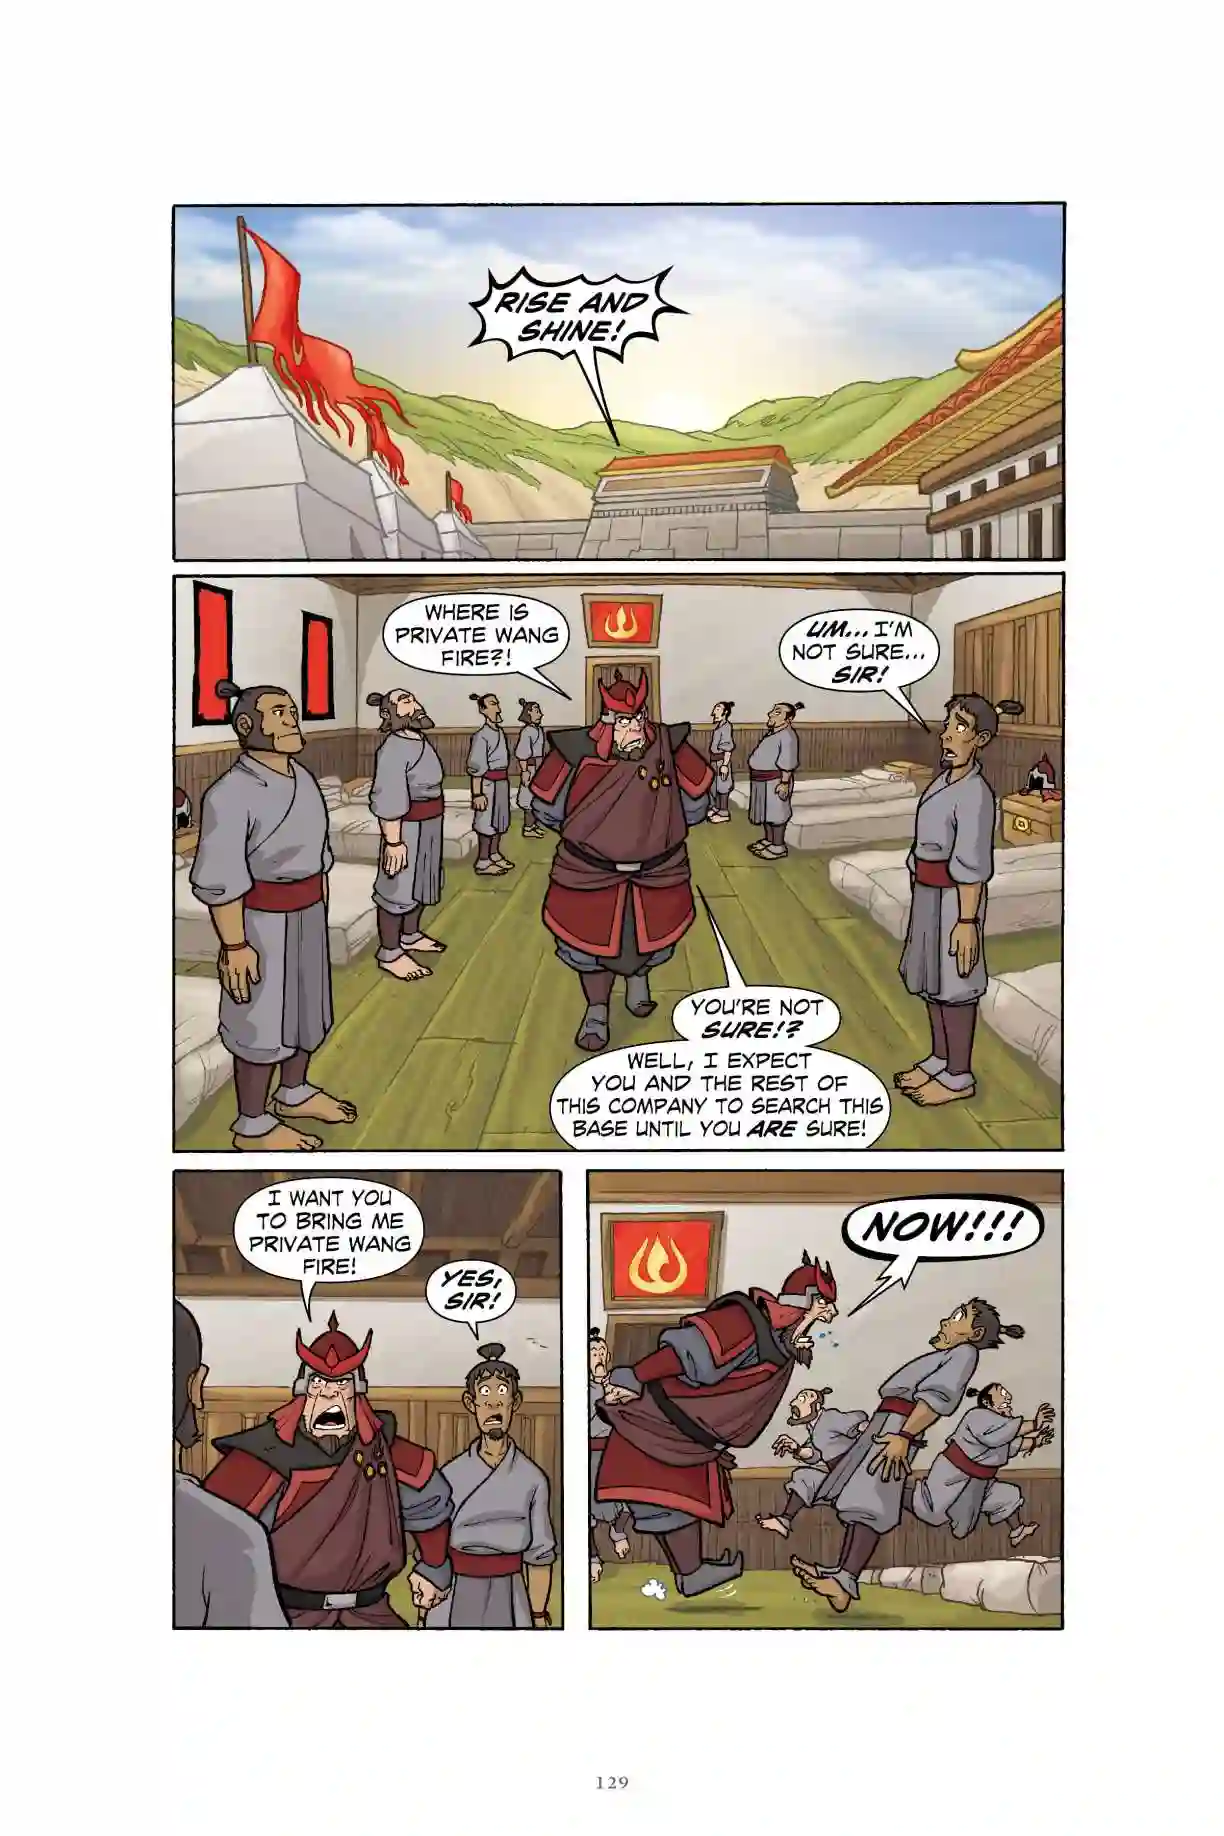 RISE AND
SHINE!
WHERE IS
PRIVATE WANG
FIRE?!
UM... I'M
NOT SURE...
SIR!
YOU'RE NOT
SURE!?
WELL, I EXPECT
YOU AND THE REST OF
THIS COMPANY TO SEARCH THIS
BASE UNTIL YOU ARE SURE!
I WANT YOU
TO BRING ME
PRIVATE WANG
FIRE!
YES,
SIR!
NOW!!!
129